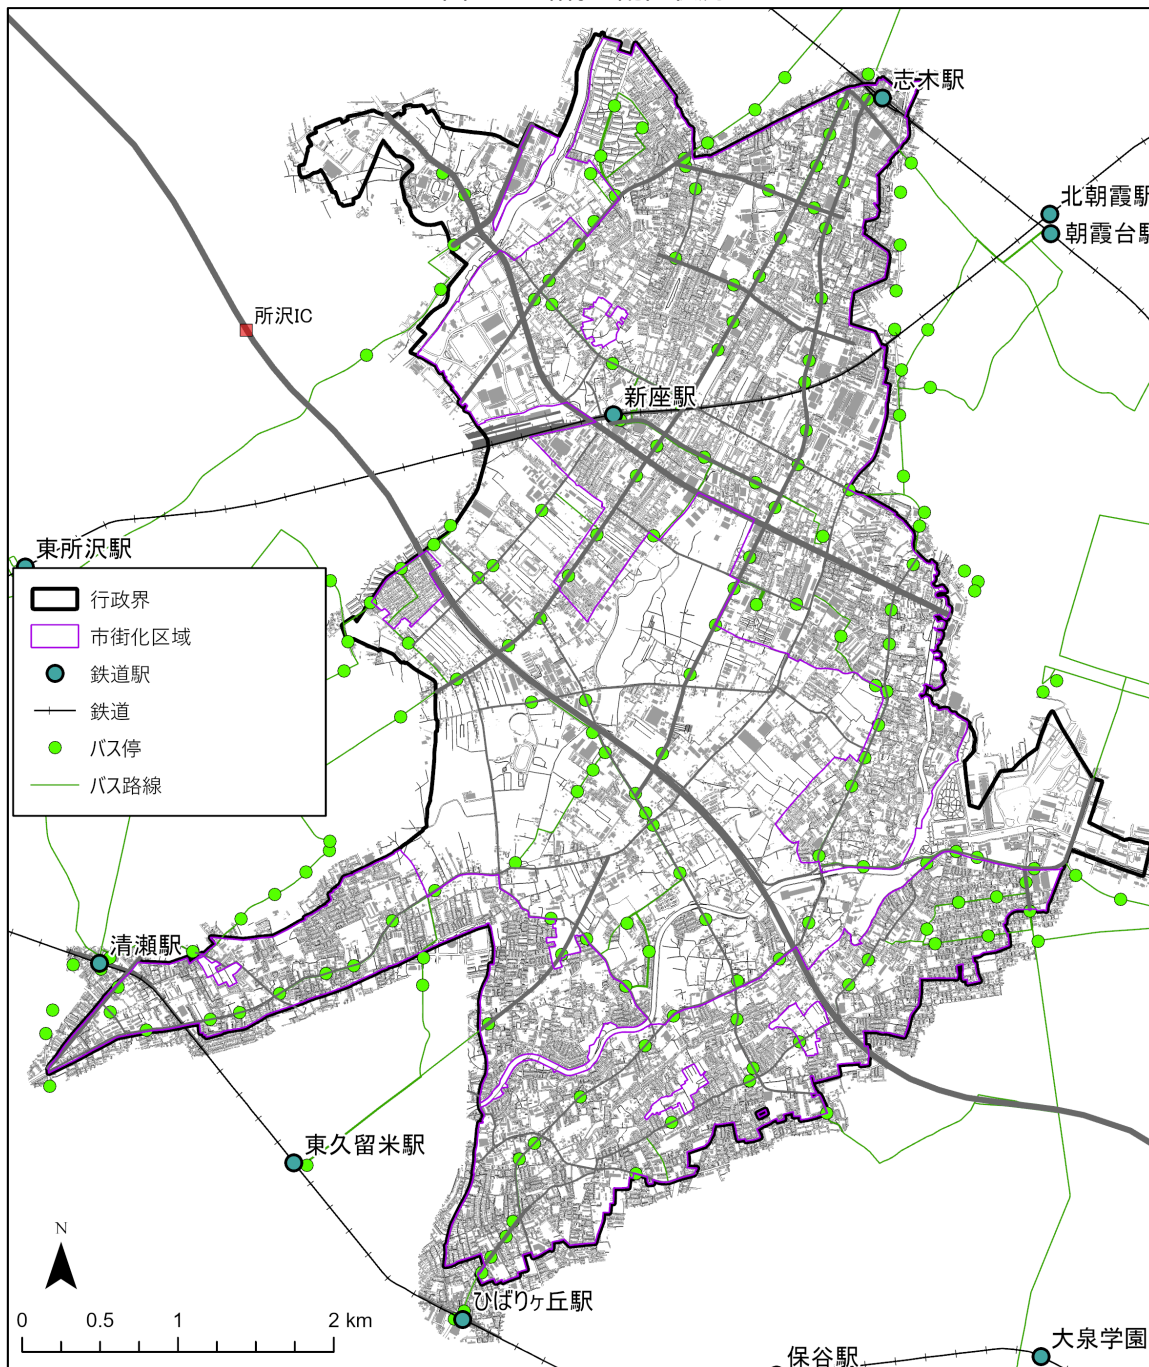 志木駅
北朝霞駅
朝霞台駅
所沢IC
新座駅
東所沢駅
行政界
市街化区域
鉄道駅
鉄道
バス停
バス路線
清瀬駅
東久留米駅
N
ひばりヶ丘駅
0 0.5 1 2 km
大泉学園
保谷駅